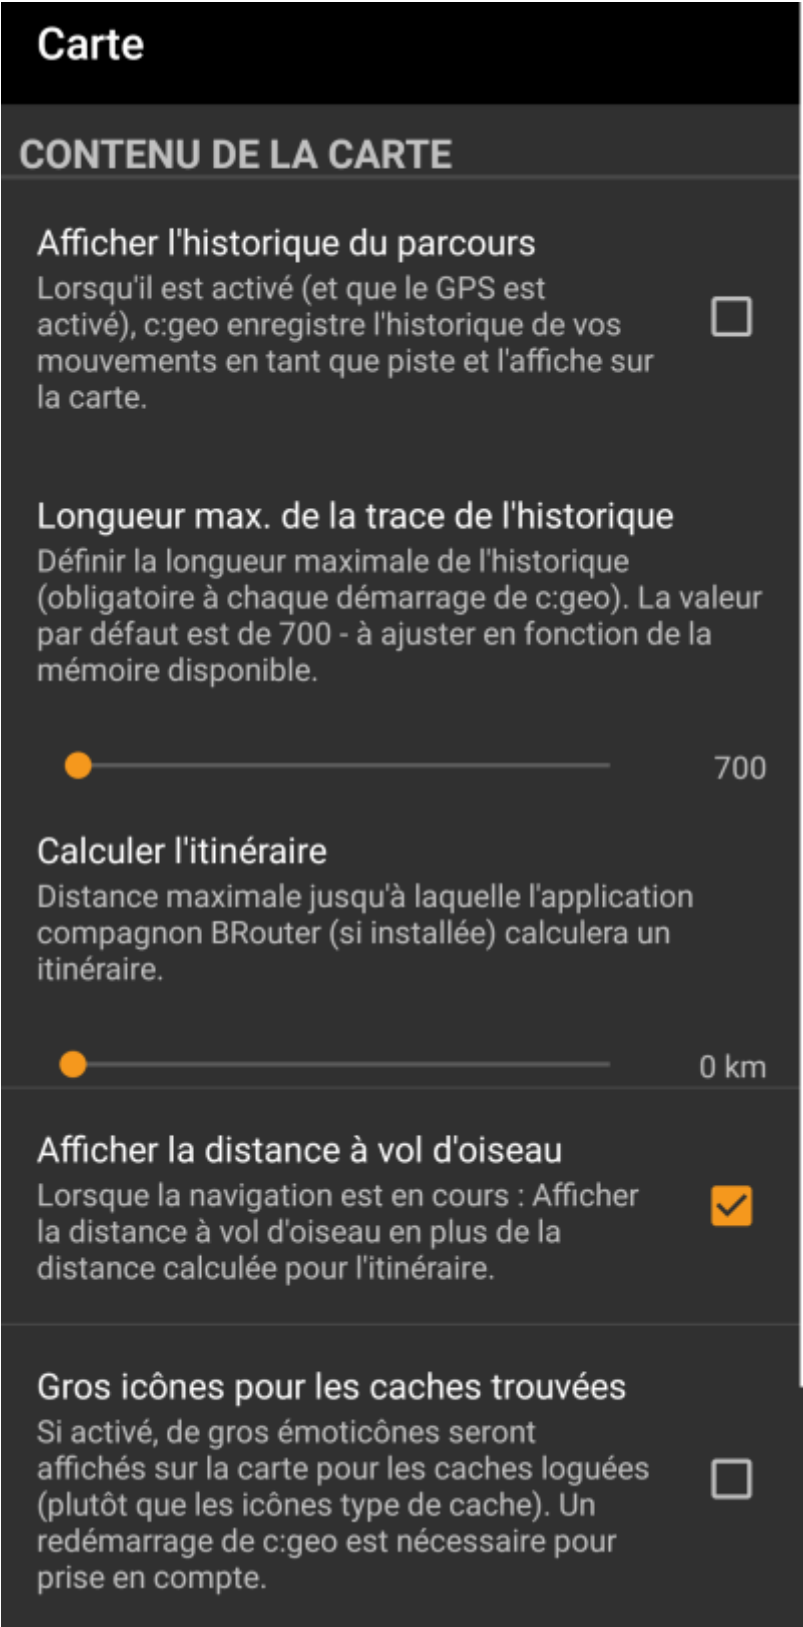 Carte
CONTENU DE LA CARTE
Afficher l'historique du parcours
Lorsqu'il est activé (et que le GPS est
activé), c:geo enregistre l'historique de vos
mouvements en tant que piste et l'affiche sur
la carte.
Longueur max. de la trace de l'historique
Définir la longueur maximale de l'historique
(obligatoire à chaque démarrage de c:geo). La valeur
par défaut est de 700 - à ajuster en fonction de la
mémoire disponible.
700
Calculer l'itinéraire
Distance maximale jusqu'à laquelle l'application
compagnon BRouter (si installée) calculera un
itinéraire.
0 km
Afficher la distance à vol d'oiseau
Lorsque la navigation est en cours : Afficher
la distance à vol d'oiseau en plus de la
distance calculée pour l'itinéraire.
Gros icônes pour les caches trouvées
Si activé, de gros émoticônes seront
affichés sur la carte pour les caches loguées
(plutôt que les icônes type de cache). Un
redémarrage de c:geo est nécessaire pour
prise en compte.